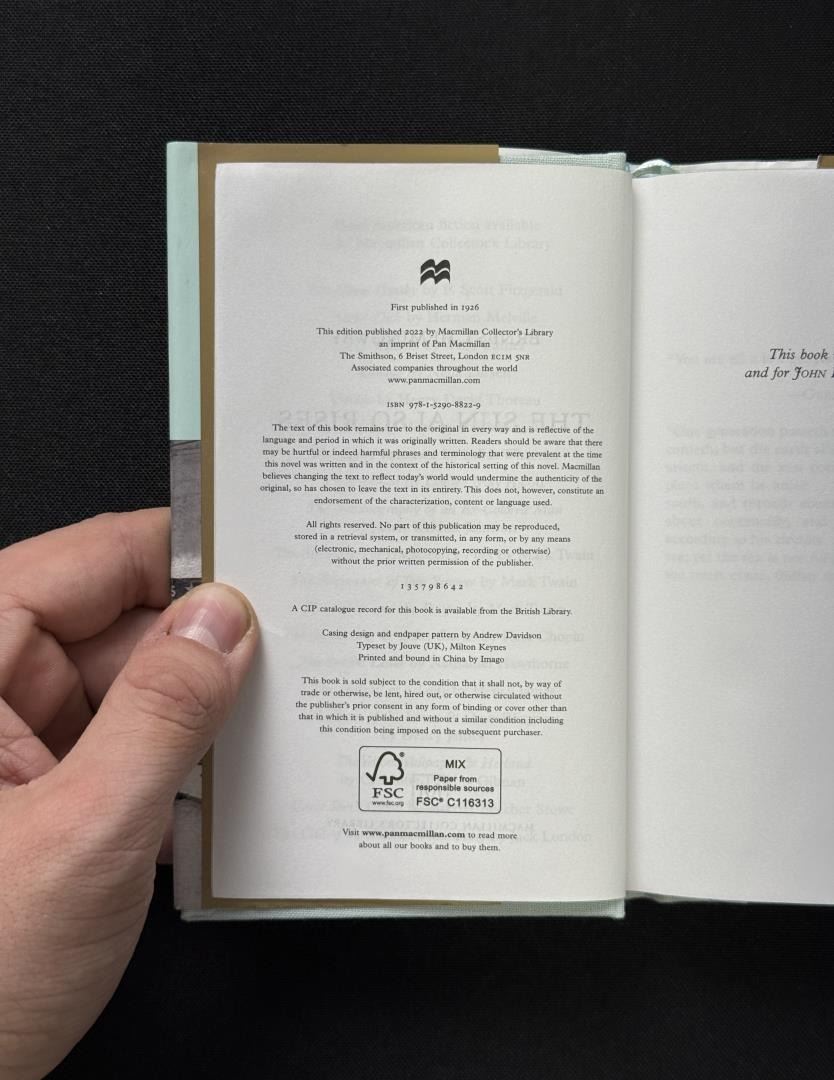 First published in 1926
This edition published 2022 by Macmillan Collector's Library
an imprint of Pan Macmillan
The Smithson, 6 Briset Street, London EC1M 5NR
Associated companies throughout the world
www.panmacmillan.com
ISBN 978-1-5290-8822-9
The text of this book remains true to the original in every way and is reflective of the
language and period in which it was originally written. Readers should be aware that there
may be hurtful or indeed harmful phrases and terminology that were prevalent at the time
this novel was written and in the context of the historical setting of this novel. Macmillan
believes changing the text to reflect today's world would undermine the authenticity of the
original, so has chosen to leave the text in its entirety. This does not, however, constitute an
endorsement of the characterization, content or language used.
All rights reserved. No part of this publication may be reproduced,
stored in a retrieval system, or transmitted, in any form, or by any means
(electronic, mechanical, photocopying, recording or otherwise)
without the prior written permission of the publisher.
1 3 5 7 9 8 6 4 2
A CIP catalogue record for this book is available from the British Library.
Casing design and endpaper pattern by Andrew Davidson
Typeset by Jouve (UK), Milton Keynes
Printed and bound in China by Imago
This book is sold subject to the condition that it shall not, by way of
trade or otherwise, be lent, hired out, or otherwise circulated without
the publisher's prior consent in any form of binding or cover other than
that in which it is published and without a similar condition including
this condition being imposed on the subsequent purchaser.
FSC
www.fsc.org
MIX
Paper from
responsible sources
FSC® C116313
Visit www.panmacmillan.com to read more
about all our books and to buy them.
This book
and for JOHN